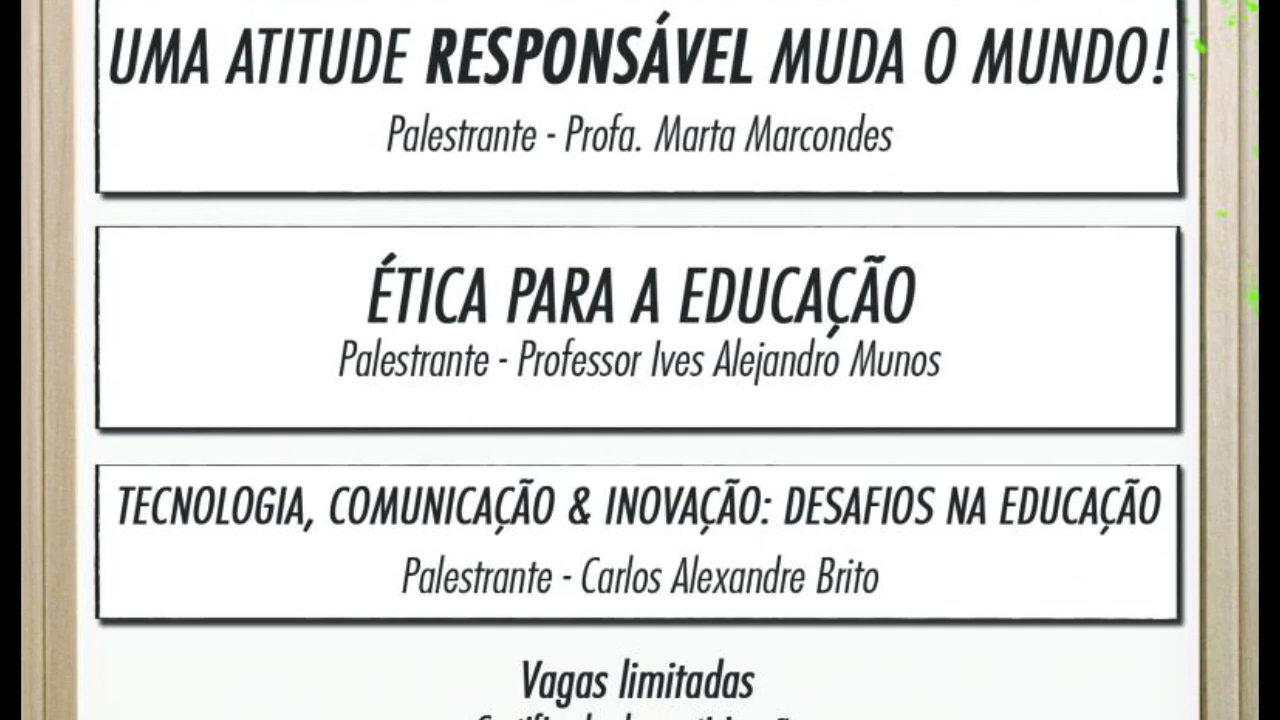 UMA ATITUDE RESPONSÁVEL MUDA O MUNDO!
Palestrante - Profa. Marta Marcondes
ÉTICA PARA A EDUCAÇÃO
Palestrante - Professor Ives Alejandro Munos
TECNOLOGIA, COMUNICAÇÃO & INOVAÇÃO: DESAFIOS NA EDUCAÇÃO
Palestrante - Carlos Alexandre Brito
Vagas limitadas